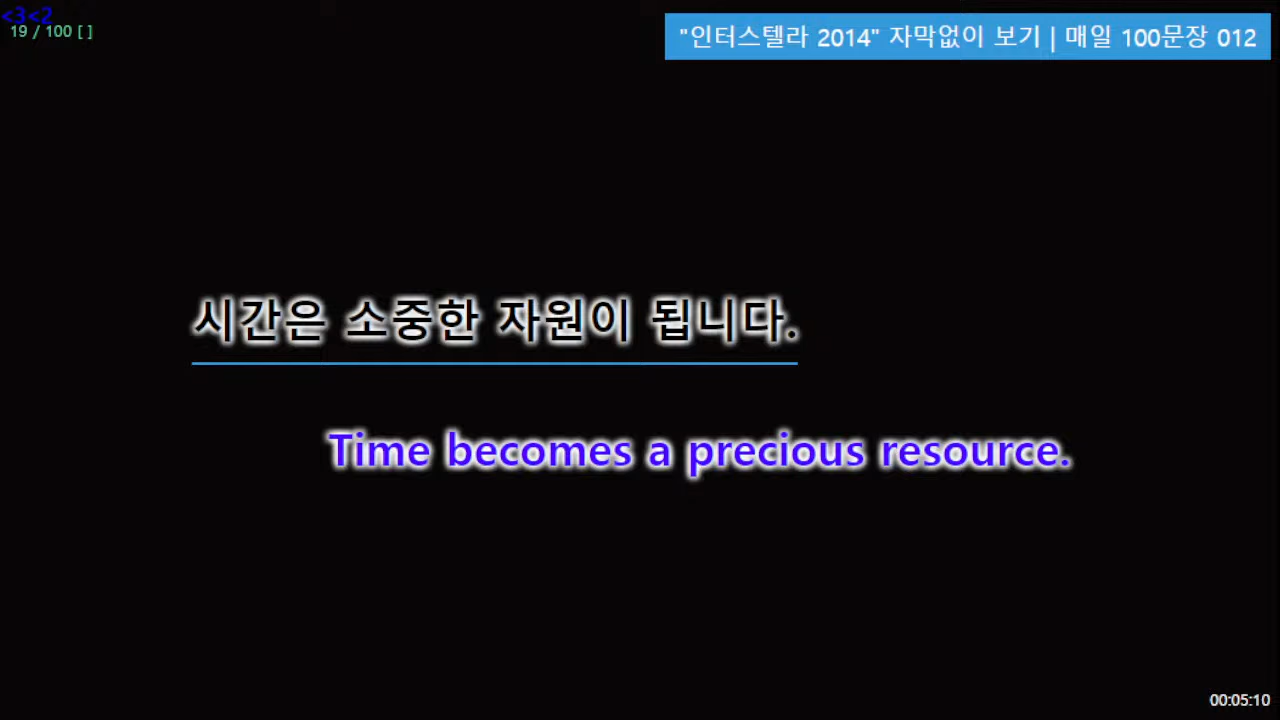 <3<2
19 / 100 [ ]
"인터스텔라 2014" 자막없이 보기 | 매일 100문장 012
시간은 소중한 자원이 됩니다.
Time becomes a precious resource.
00:05:10